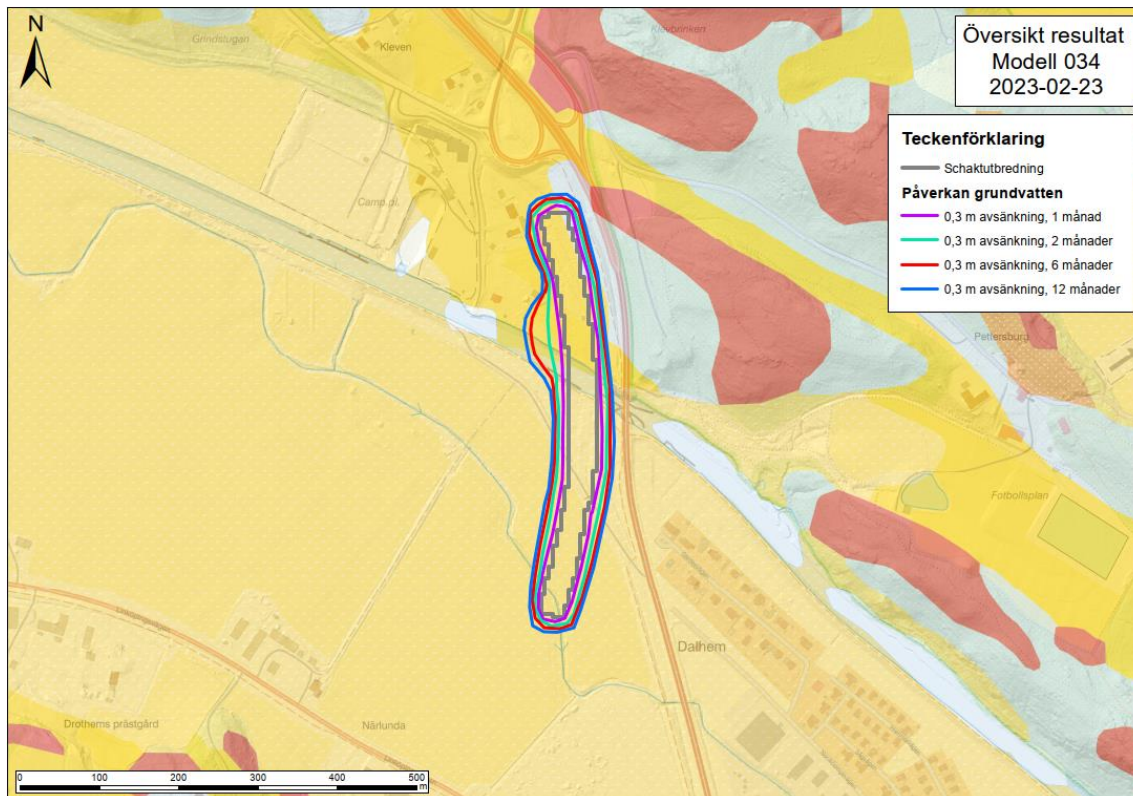 N
Översikt resultat
Modell 034
2023-02-23
Teckenförklaring
Schaktutbredning
Påverkan grundvatten
0,3 m avsänkning, 1 månad
0,3 m avsänkning, 2 månader
0,3 m avsänkning, 6 månader
0,3 m avsänkning, 12 månader
Grindstugan
Kleven
Klevbrinken
Camp.pl.
Pettersburg
Fotbollsplan
Dalhem
Drothems prästgård
Närlunda
0 100 200 300 400 500
m